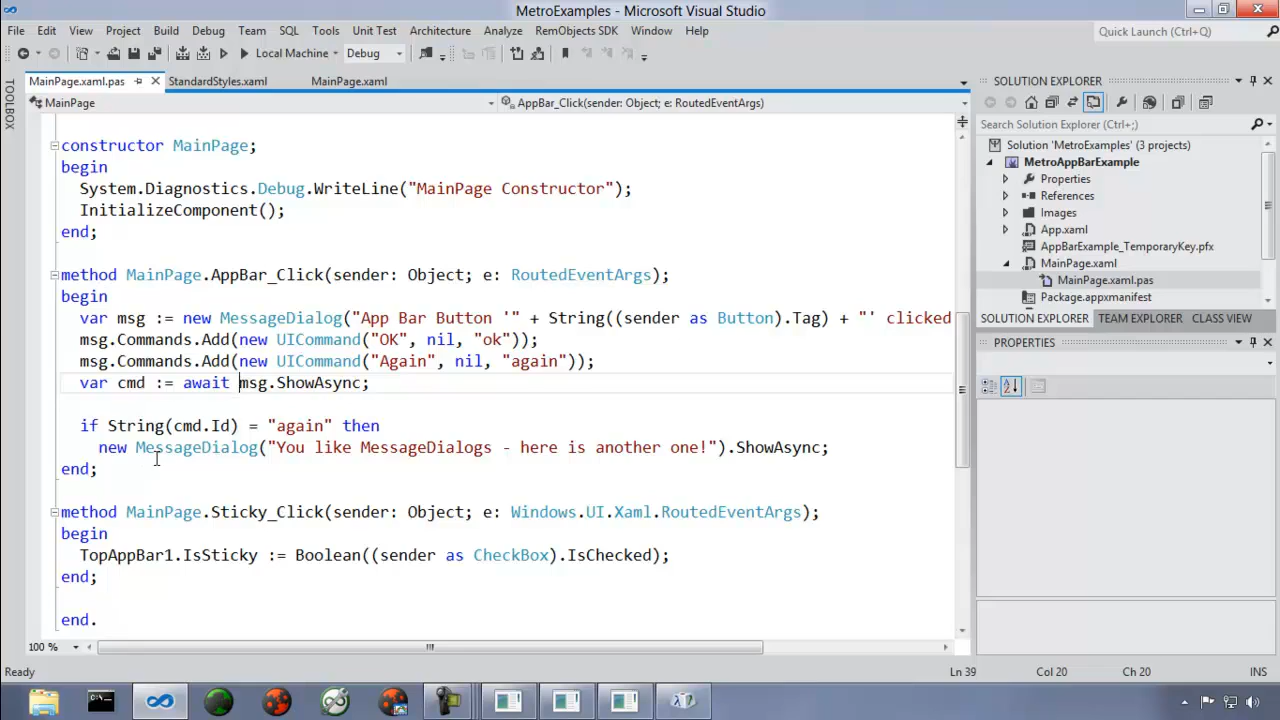 MetroExamples - Microsoft Visual Studio
File Edit View Project Build Debug Team SQL Tools Unit Test Architecture Analyze RemObjects SDK Window Help
Quick Launch (Ctrl+Q)
Local Machine Debug
TOOLBOX
MainPage.xaml.pas StandardStyles.xaml MainPage.xaml
MainPage AppBar_Click(sender: Object; e: RoutedEventArgs)
constructor MainPage;
begin
System.Diagnostics.Debug.WriteLine("MainPage Constructor");
InitializeComponent();
end;
method MainPage.AppBar_Click(sender: Object; e: RoutedEventArgs);
begin
var msg := new MessageDialog("App Bar Button '" + String((sender as Button).Tag) + "' clicked
msg.Commands.Add(new UICommand("OK", nil, "ok"));
msg.Commands.Add(new UICommand("Again", nil, "again"));
var cmd := await msg.ShowAsync;
if String(cmd.Id) = "again" then
new MessageDialog("You like MessageDialogs - here is another one!").ShowAsync;
end;
method MainPage.Sticky_Click(sender: Object; e: Windows.UI.Xaml.RoutedEventArgs);
begin
TopAppBar1.IsSticky := Boolean((sender as CheckBox).IsChecked);
end;
end.
100 %
SOLUTION EXPLORER
Search Solution Explorer (Ctrl+;)
Solution 'MetroExamples' (3 projects)
MetroAppBarExample
Properties
References
Images
App.xaml
AppBarExample_TemporaryKey.pfx
MainPage.xaml
MainPage.xaml.pas
Package.appxmanifest
SOLUTION EXPLORER TEAM EXPLORER CLASS VIEW
PROPERTIES
Ready Ln 39 Col 20 Ch 20 INS